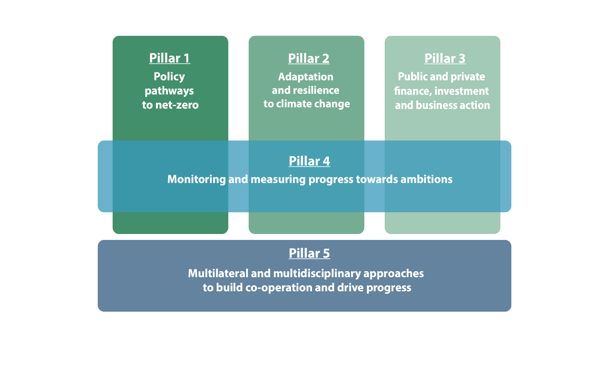 Pillar 1
Policy
pathways
to net-zero
Pillar 2
Adaptation
and resilience
to climate change
Pillar 3
Public and private
finance, investment
and business action
Pillar 4
Monitoring and measuring progress towards ambitions
Pillar 5
Multilateral and multidisciplinary approaches
to build co-operation and drive progress